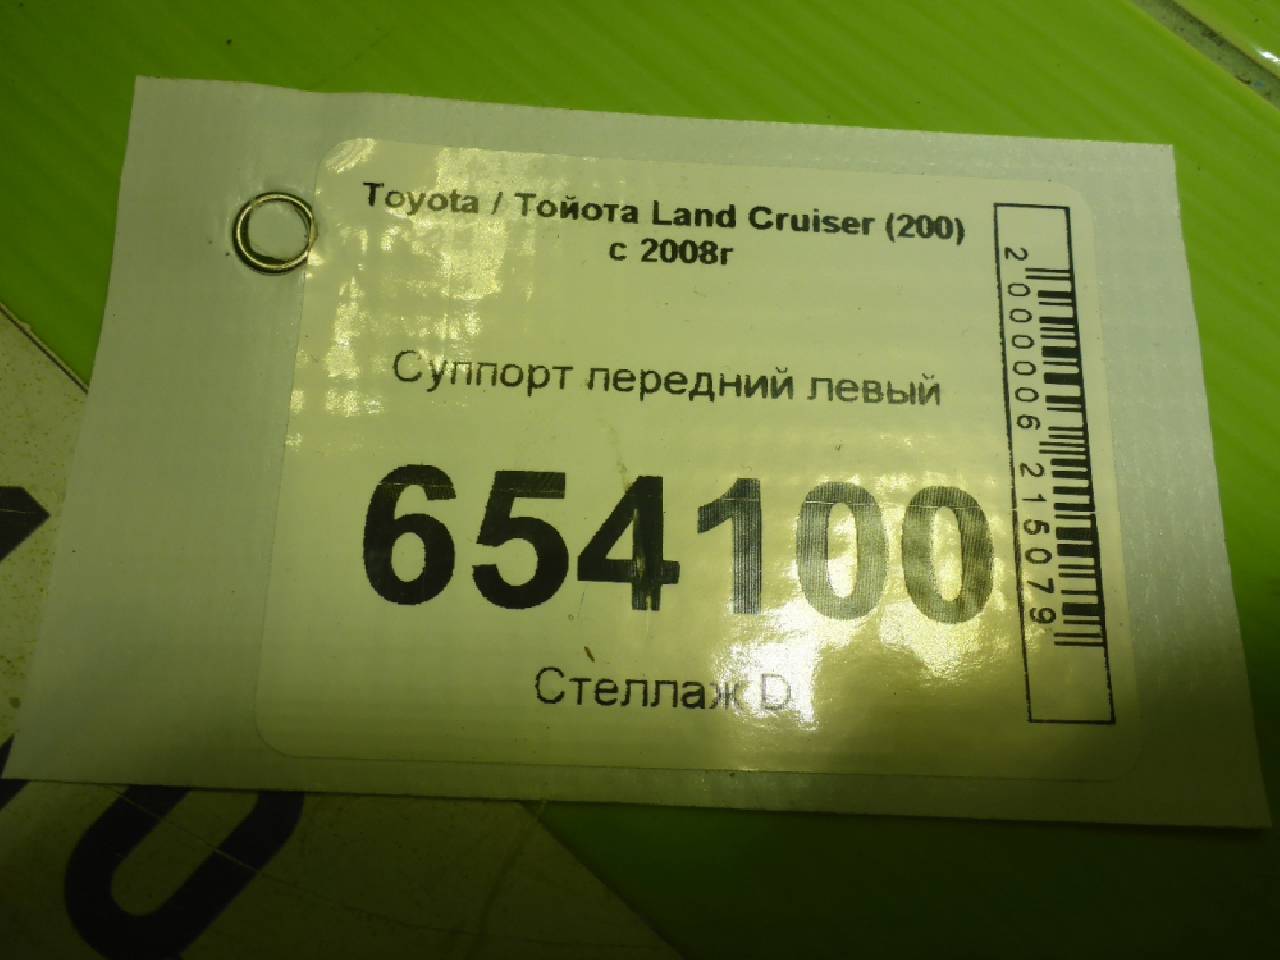 Toyota / Тойота Land Cruiser (200)
с 2008г
Суппорт передний левый
654100
Стеллаж D
2000006215079